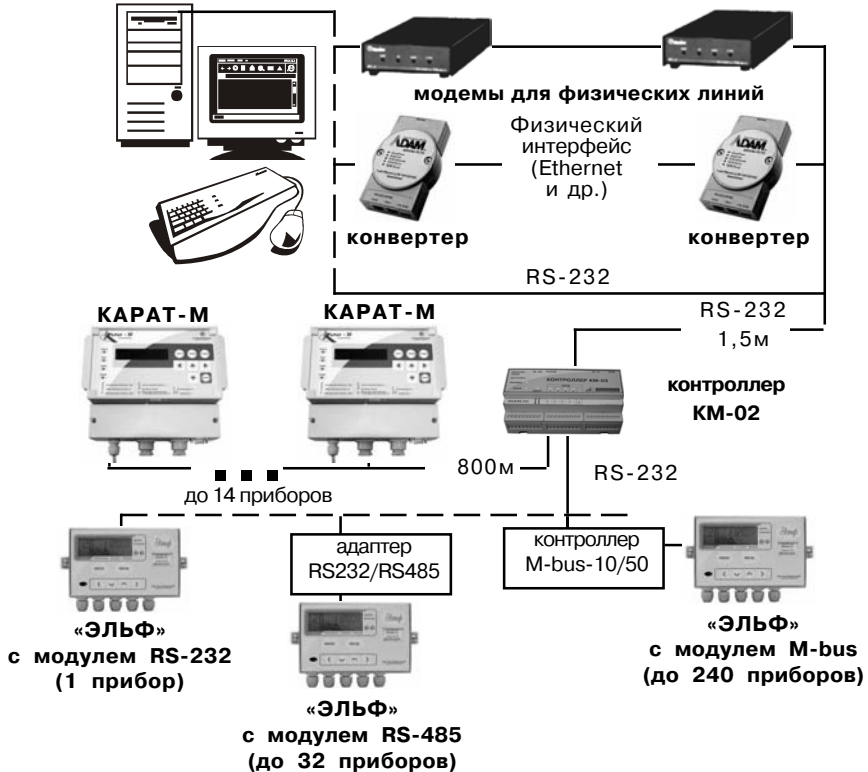 модемы для физических линий
Физический
интерфейс
(Ethernet
и др.)
ADAM
ADAM
конвертер
конвертер
RS-232
КАРАТ-М
КАРАТ-М
RS-232
1,5м
контроллер
КМ-02
800м
RS-232
до 14 приборов
адаптер
RS232/RS485
контроллер
M-bus-10/50
«ЭЛЬФ»
с модулем RS-232
(1 прибор)
«ЭЛЬФ»
с модулем M-bus
(до 240 приборов)
«ЭЛЬФ»
с модулем RS-485
(до 32 приборов)